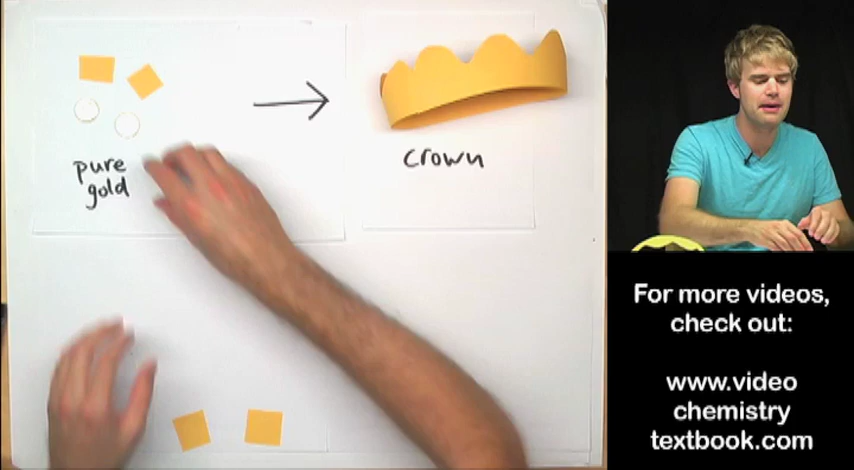 pure
gold
crown
For more videos,
check out:
www.video
chemistry
textbook.com